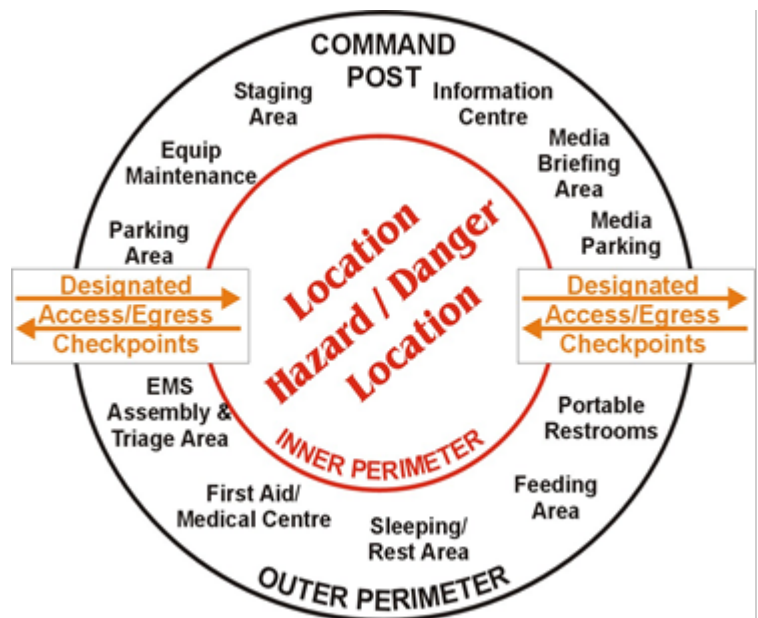 COMMAND
POST
Staging
Area
Information
Centre
Equip
Maintenance
Media
Briefing
Area
Parking
Area
Media
Parking
Location
Hazard / Danger
Location
Designated
Access/Egress
Checkpoints
Designated
Access/Egress
Checkpoints
EMS
Assembly &
Triage Area
Portable
Restrooms
INNER PERIMETER
First Aid/
Medical Centre
Sleeping/
Rest Area
Feeding
Area
OUTER PERIMETER